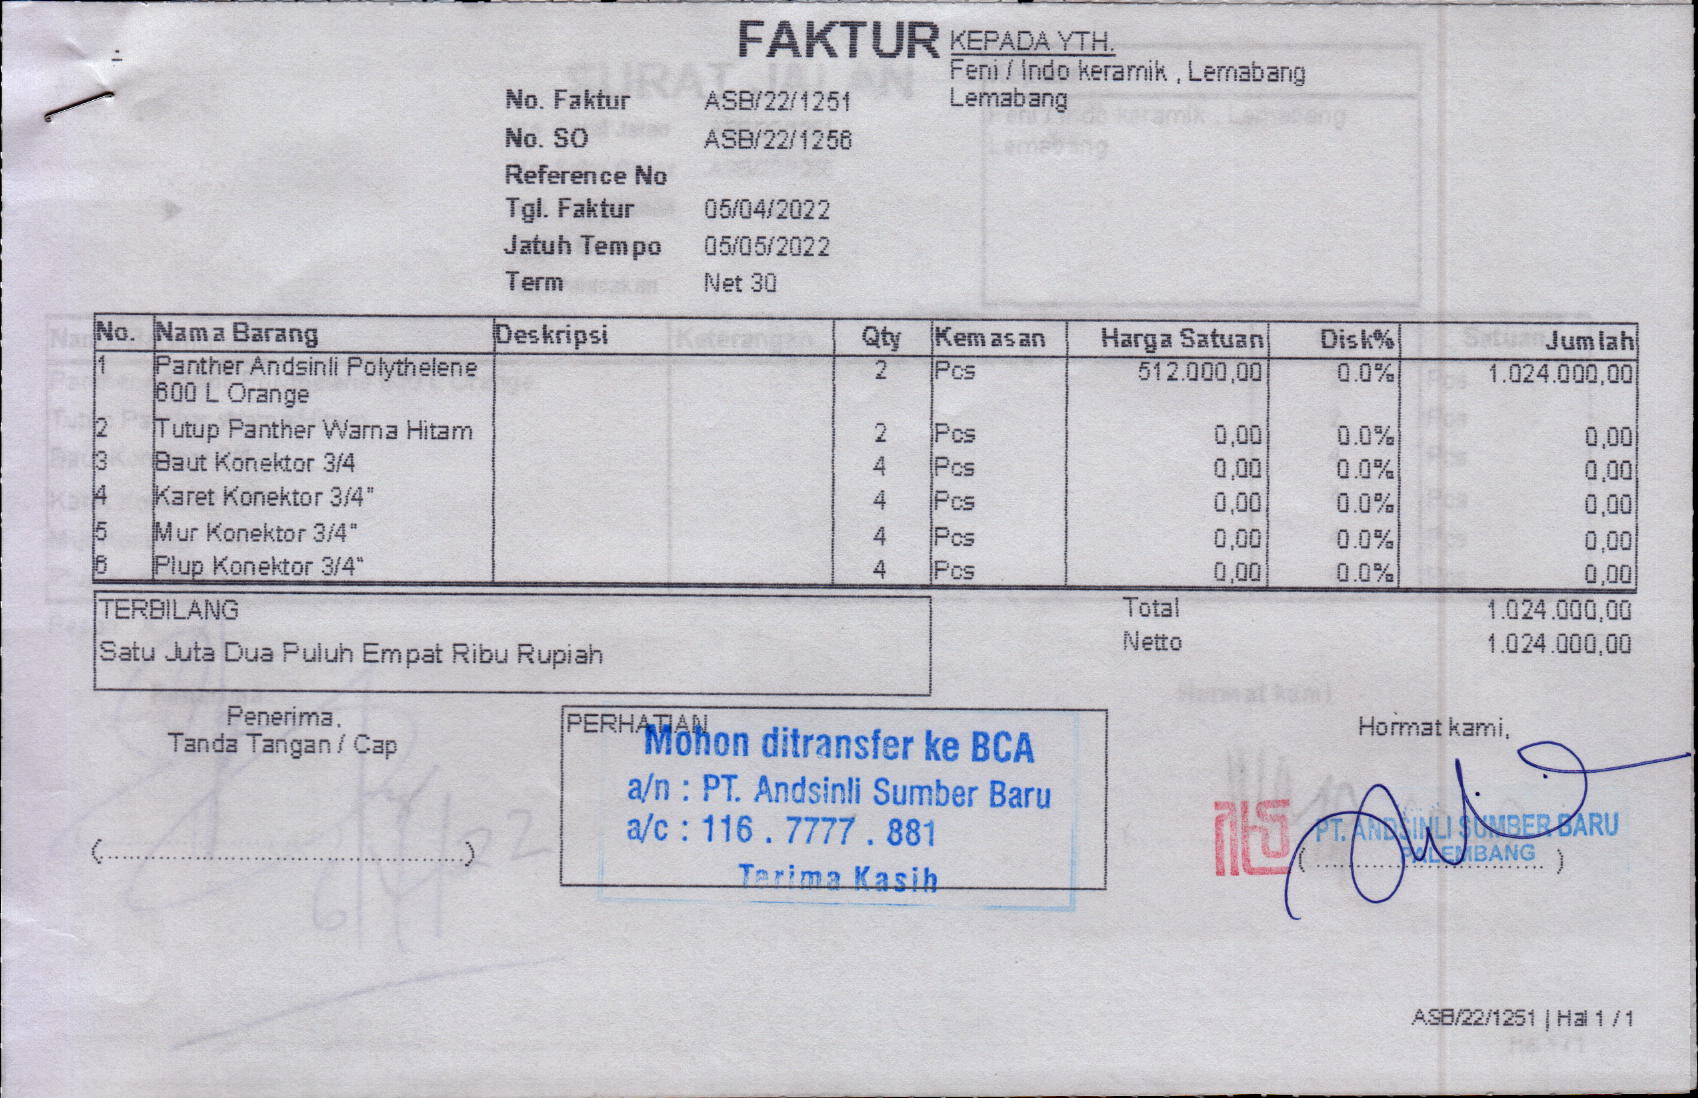 FAKTUR
KEPADA YTH.
Feni / Indo keramik , Lemabang
Lemabang
No. Faktur ASB/22/1251
No. SO ASB/22/1256
Reference No
Tgl. Faktur 05/04/2022
Jatuh Tempo 05/05/2022
Term Net 30
No. Nama Barang Deskripsi Qty Kemasan Harga Satuan Disk% Jumlah
1 Panther Andsinli Polythelene 2 Pcs 512.000,00 0.0% 1.024.000,00
600 L Orange
2 Tutup Panther Warna Hitam 2 Pcs 0,00 0.0% 0,00
3 Baut Konektor 3/4 4 Pcs 0,00 0.0% 0,00
4 Karet Konektor 3/4" 4 Pcs 0,00 0.0% 0,00
5 Mur Konektor 3/4" 4 Pcs 0,00 0.0% 0,00
6 Plup Konektor 3/4" 4 Pcs 0,00 0.0% 0,00
TERBILANG
Satu Juta Dua Puluh Empat Ribu Rupiah
Total 1.024.000,00
Netto 1.024.000,00
Penerima,
Tanda Tangan / Cap
(..........................................)
PERHATIAN
Mohon ditransfer ke BCA
a/n : PT. Andsinli Sumber Baru
a/c : 116 . 7777 . 881
Terima Kasih
Hormat kami,
PT. ANDSINLI SUMBER BARU
PALEMBANG
ASB/22/1251 | Hal 1 / 1